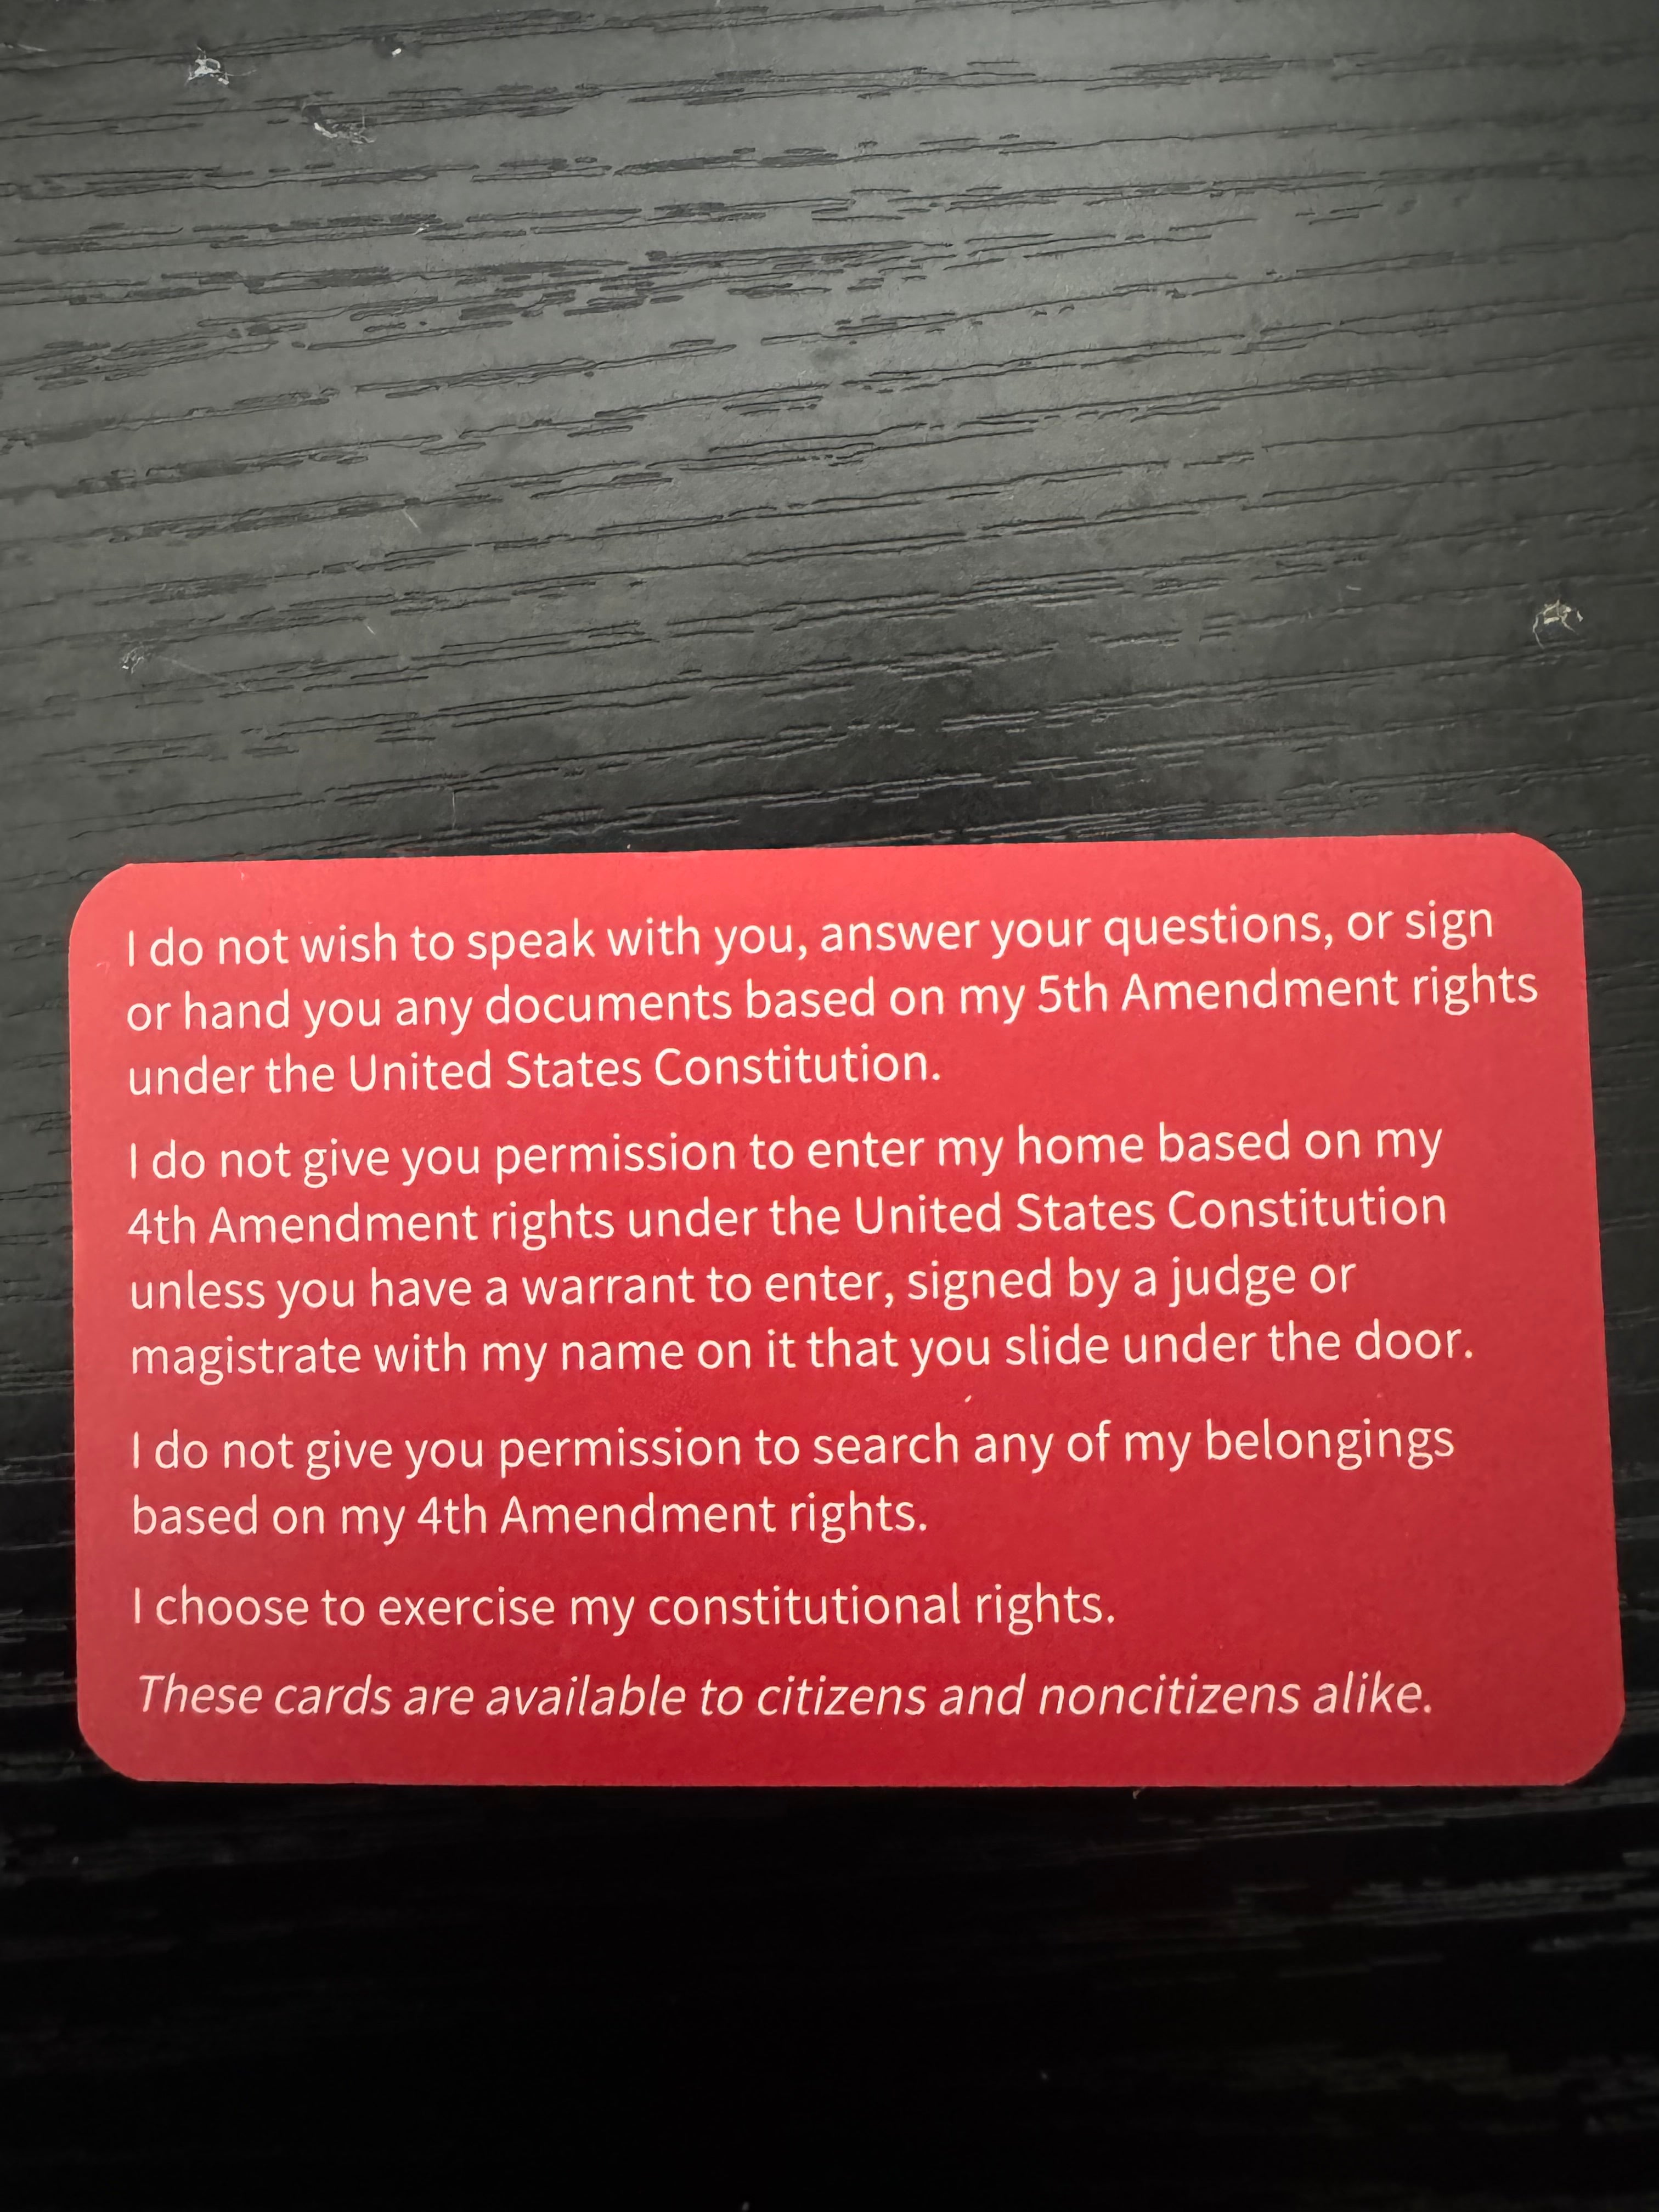 I do not wish to speak with you, answer your questions, or sign
or hand you any documents based on my 5th Amendment rights
under the United States Constitution.
I do not give you permission to enter my home based on my
4th Amendment rights under the United States Constitution
unless you have a warrant to enter, signed by a judge or
magistrate with my name on it that you slide under the door.
I do not give you permission to search any of my belongings
based on my 4th Amendment rights.
I choose to exercise my constitutional rights.
These cards are available to citizens and noncitizens alike.